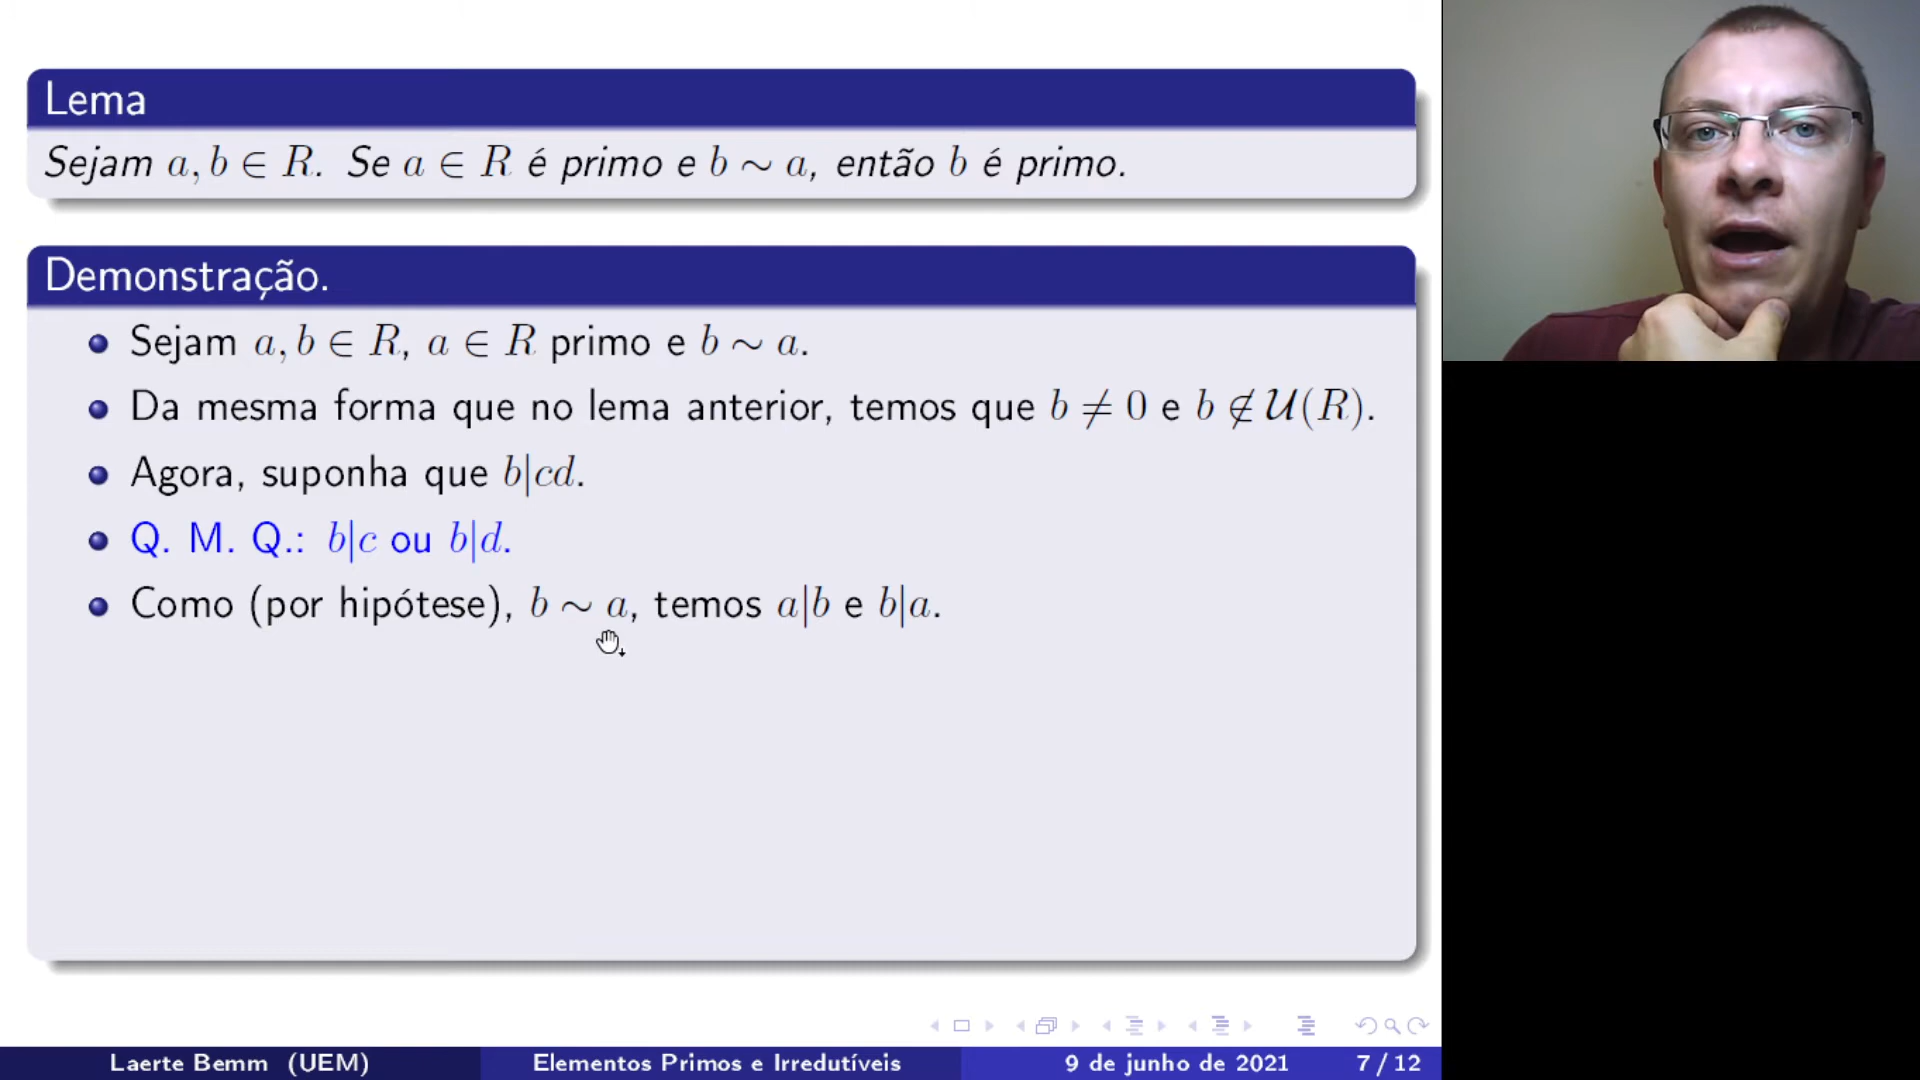 Lema
Sejam a, b ∈ R. Se a ∈ R é primo e b ∼ a, então b é primo.
Demonstração.
Sejam a, b ∈ R, a ∈ R primo e b ∼ a.
Da mesma forma que no lema anterior, temos que b ≠ 0 e b ∉ 𝒰(R).
Agora, suponha que b|cd.
Q. M. Q.: b|c ou b|d.
Como (por hipótese), b ∼ a, temos a|b e b|a.
Laerte Bemm (UEM) Elementos Primos e Irredutíveis 9 de junho de 2021 7 / 12